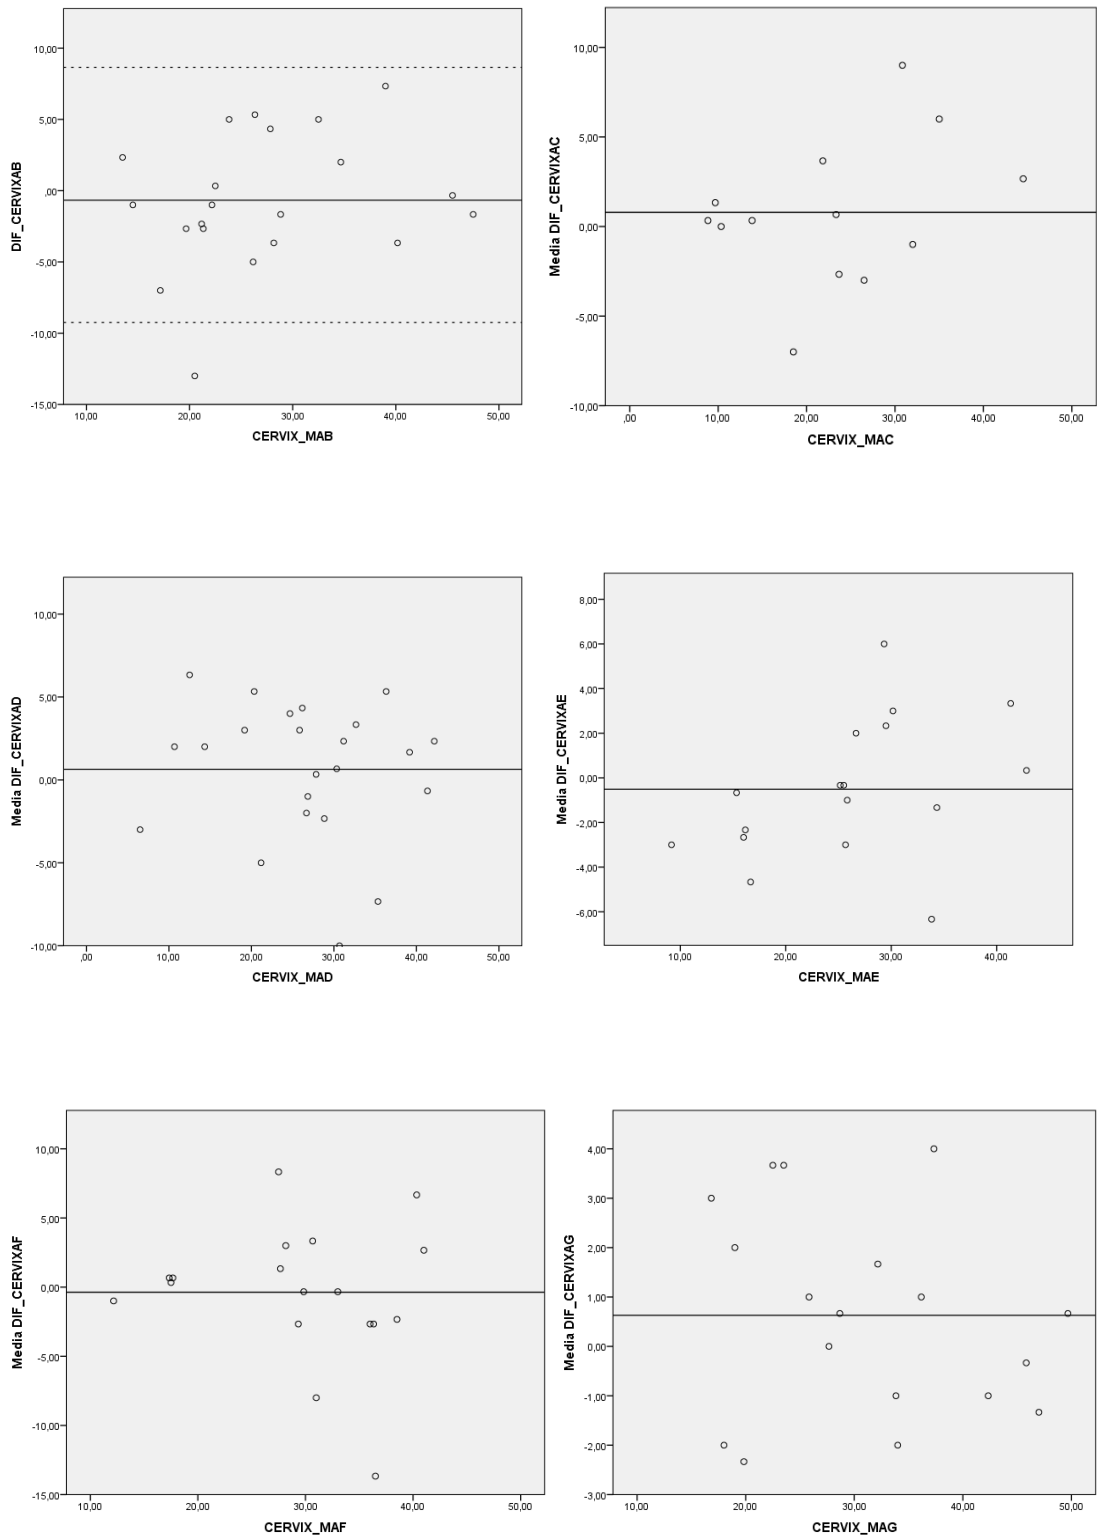 DIF_CERVIXAB
10,00
5,00
,00
-5,00
-10,00
-15,00
10,00 20,00 30,00 40,00 50,00
CERVIX_MAB
Media DIF_CERVIXAC
10,00
5,00
0,00
-5,00
-10,00
,00 10,00 20,00 30,00 40,00 50,00
CERVIX_MAC
Media DIF_CERVIXAD
10,00
5,00
0,00
-5,00
-10,00
,00 10,00 20,00 30,00 40,00 50,00
CERVIX_MAD
Media DIF_CERVIXAE
8,00
6,00
4,00
2,00
0,00
-2,00
-4,00
-6,00
10,00 20,00 30,00 40,00
CERVIX_MAE
Media DIF_CERVIXAF
10,00
5,00
0,00
-5,00
-10,00
-15,00
10,00 20,00 30,00 40,00 50,00
CERVIX_MAF
Media DIF_CERVIXAG
4,00
3,00
2,00
1,00
0,00
-1,00
-2,00
-3,00
10,00 20,00 30,00 40,00 50,00
CERVIX_MAG